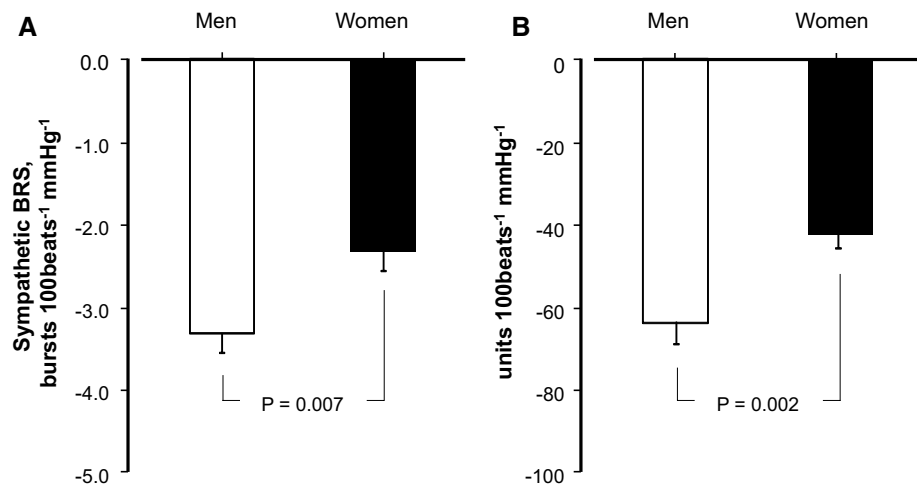 A
Men
Women
0.0
-1.0
-2.0
-3.0
-4.0
-5.0
Sympathetic BRS,
bursts 100beats⁻¹ mmHg⁻¹
P = 0.007
B
Men
Women
0
-20
-40
-60
-80
-100
units 100beats⁻¹ mmHg⁻¹
P = 0.002